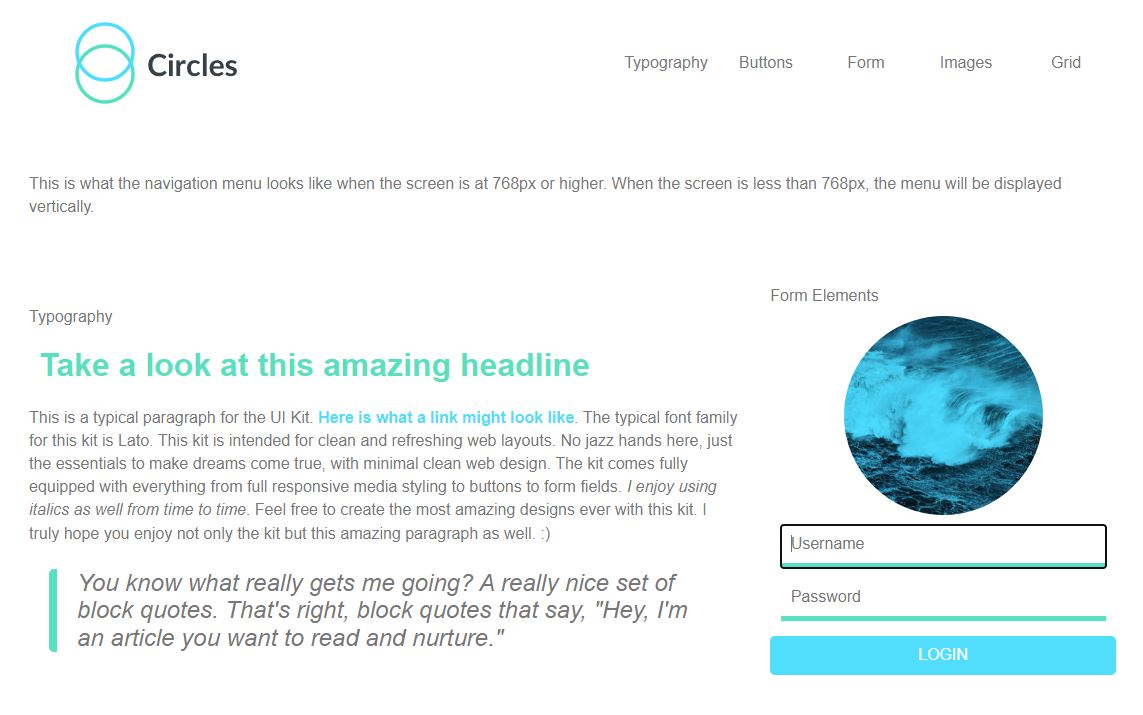 Circles
Typography Buttons Form Images Grid
This is what the navigation menu looks like when the screen is at 768px or higher. When the screen is less than 768px, the menu will be displayed
vertically.
Typography
Take a look at this amazing headline
This is a typical paragraph for the UI Kit. Here is what a link might look like. The typical font family
for this kit is Lato. This kit is intended for clean and refreshing web layouts. No jazz hands here, just
the essentials to make dreams come true, with minimal clean web design. The kit comes fully
equipped with everything from full responsive media styling to buttons to form fields. I enjoy using
italics as well from time to time. Feel free to create the most amazing designs ever with this kit. I
truly hope you enjoy not only the kit but this amazing paragraph as well. :)
You know what really gets me going? A really nice set of
block quotes. That's right, block quotes that say, "Hey, I'm
an article you want to read and nurture."
Form Elements
Username
Password
LOGIN